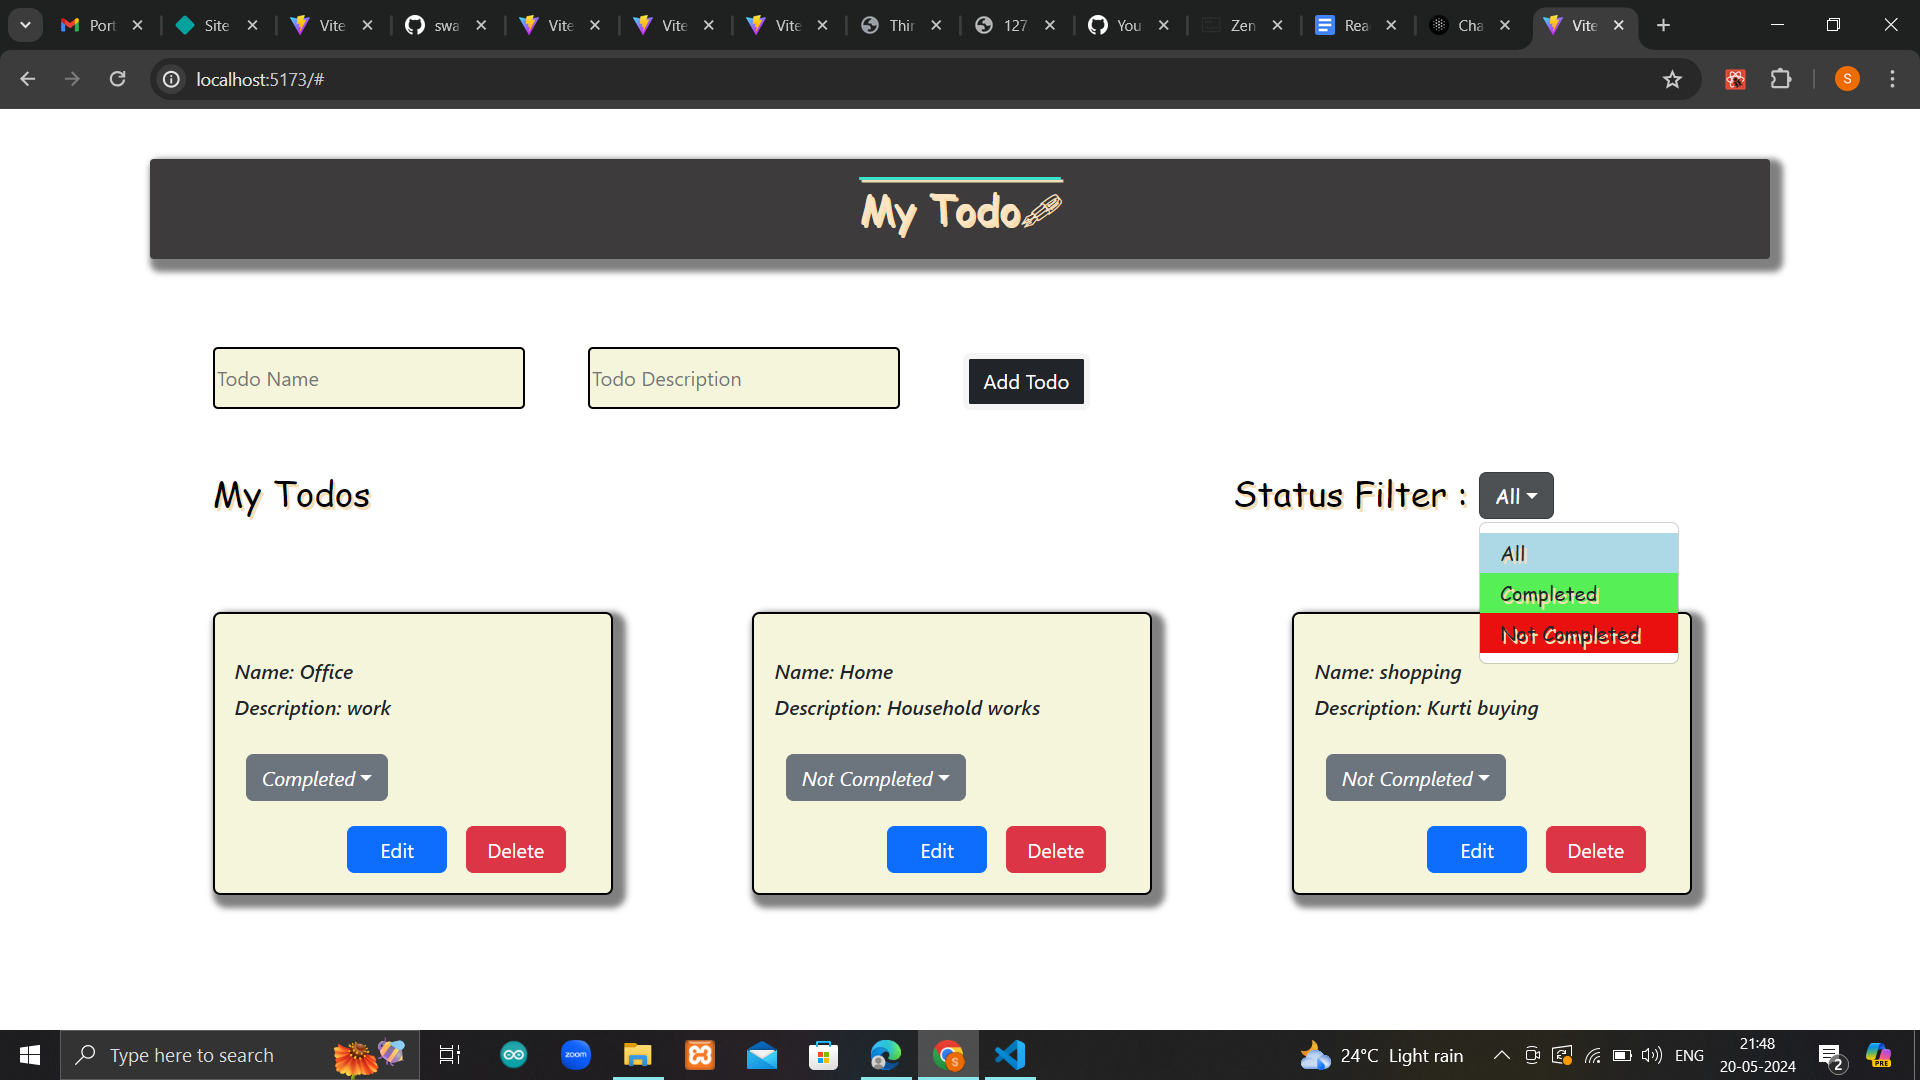 Port
Site
Vite
swa
Vite
Vite
Vite
Thir
127
You
Zen
Rea
Cha
Vite
localhost:5173/#
S
My Todo
Todo Name
Todo Description
Add Todo
My Todos
Status Filter :
All
All
Completed
Not Completed
Name: Office
Description: work
Completed
Edit
Delete
Name: Home
Description: Household works
Not Completed
Edit
Delete
Name: shopping
Description: Kurti buying
Not Completed
Edit
Delete
Type here to search
zoom
S
24°C Light rain
ENG
21:48
20-05-2024
2
PRE